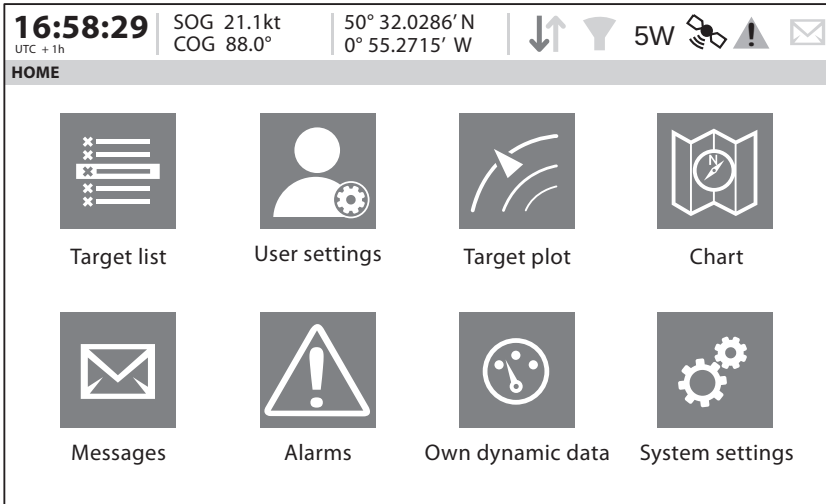 16:58:29
UTC + 1h
SOG 21.1kt
COG 88.0°
50° 32.0286′ N
0° 55.2715′ W
5W
HOME
Target list
User settings
Target plot
N
Chart
Messages
Alarms
Own dynamic data
System settings